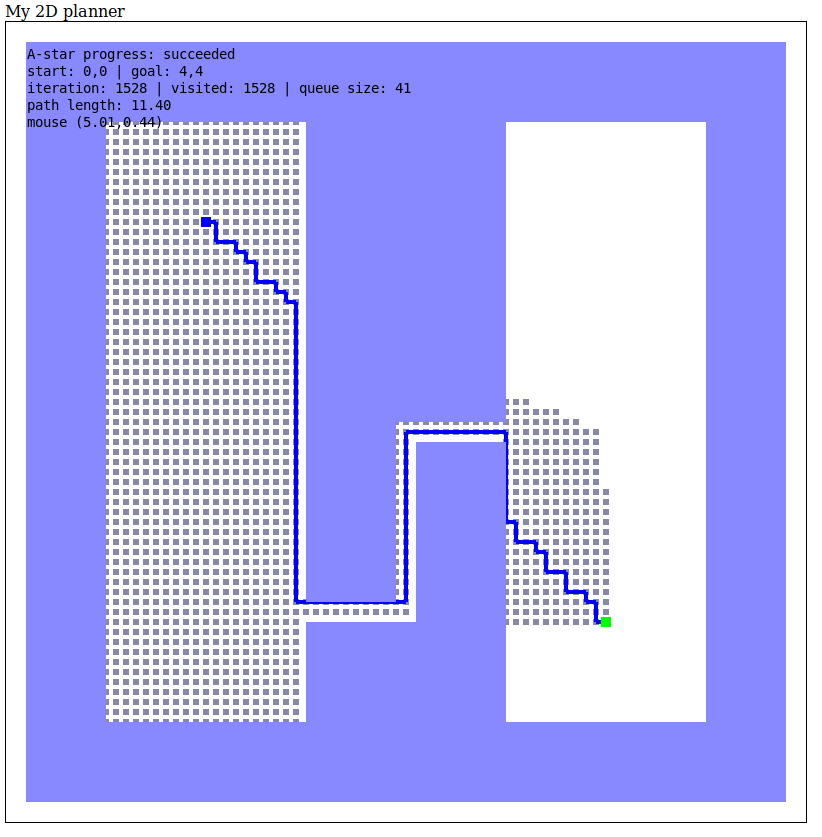 My 2D planner
A-star progress: succeeded
start: 0,0 | goal: 4,4
iteration: 1528 | visited: 1528 | queue size: 41
path length: 11.40
mouse (5.01,0.44)